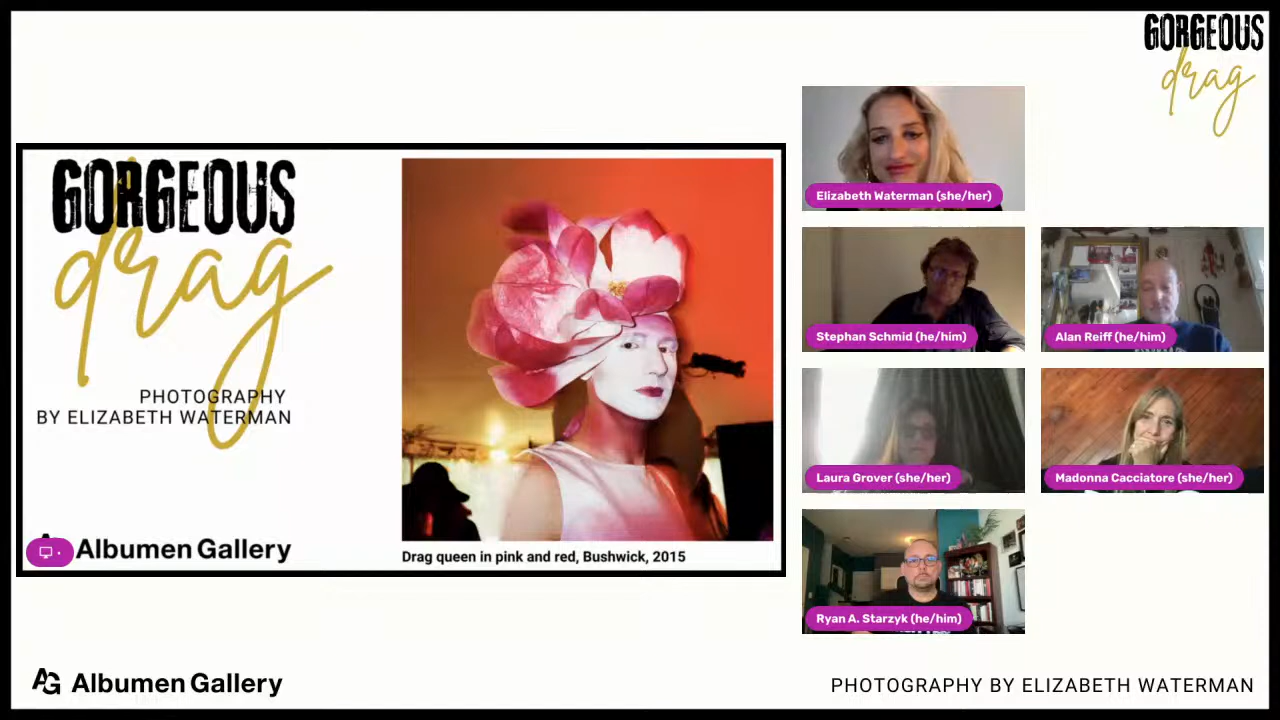 GORGEOUS
drag
GORGEOUS
drag
PHOTOGRAPHY
BY ELIZABETH WATERMAN
Albumen Gallery
Drag queen in pink and red, Bushwick, 2015
Elizabeth Waterman (she/her)
Stephan Schmid (he/him)
Alan Reiff (he/him)
Laura Grover (she/her)
Madonna Cacciatore (she/her)
Ryan A. Starzyk (he/him)
AG Albumen Gallery
PHOTOGRAPHY BY ELIZABETH WATERMAN